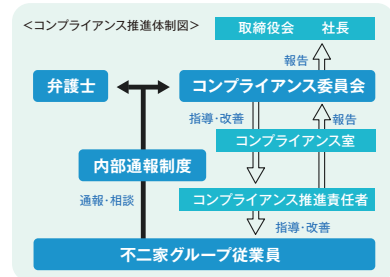 <コンプライアンス推進体制図>
取締役会 社長
報告
弁護士
コンプライアンス委員会
指導・改善
報告
コンプライアンス室
内部通報制度
通報・相談
コンプライアンス推進責任者
指導・改善
不二家グループ従業員